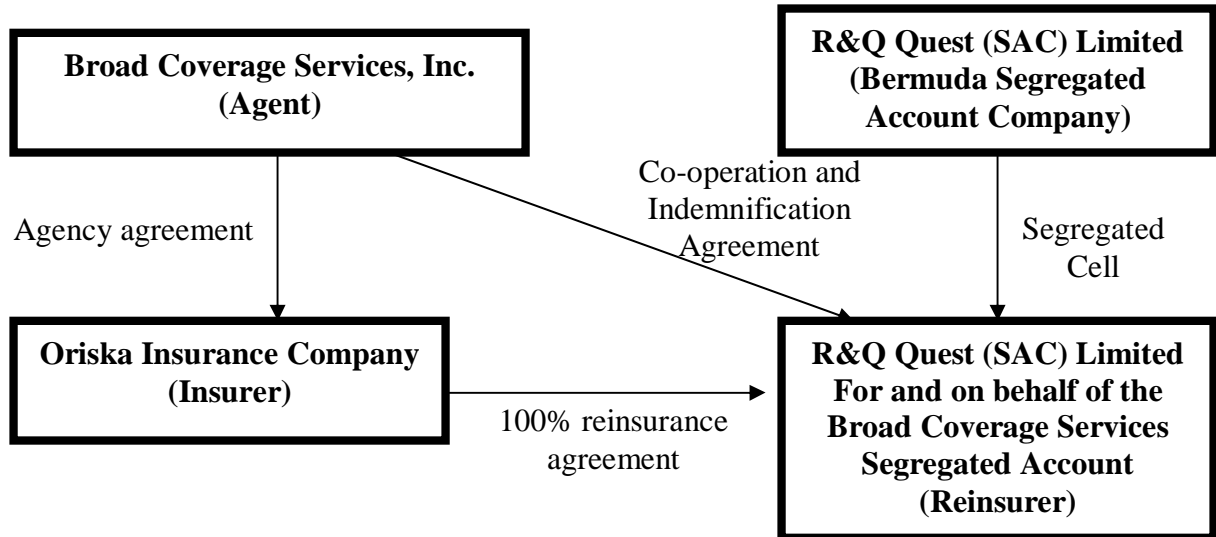 Broad Coverage Services, Inc.
(Agent)
R&Q Quest (SAC) Limited
(Bermuda Segregated
Account Company)
Agency agreement
Co-operation and
Indemnification
Agreement
Segregated
Cell
Oriska Insurance Company
(Insurer)
100% reinsurance
agreement
R&Q Quest (SAC) Limited
For and on behalf of the
Broad Coverage Services
Segregated Account
(Reinsurer)